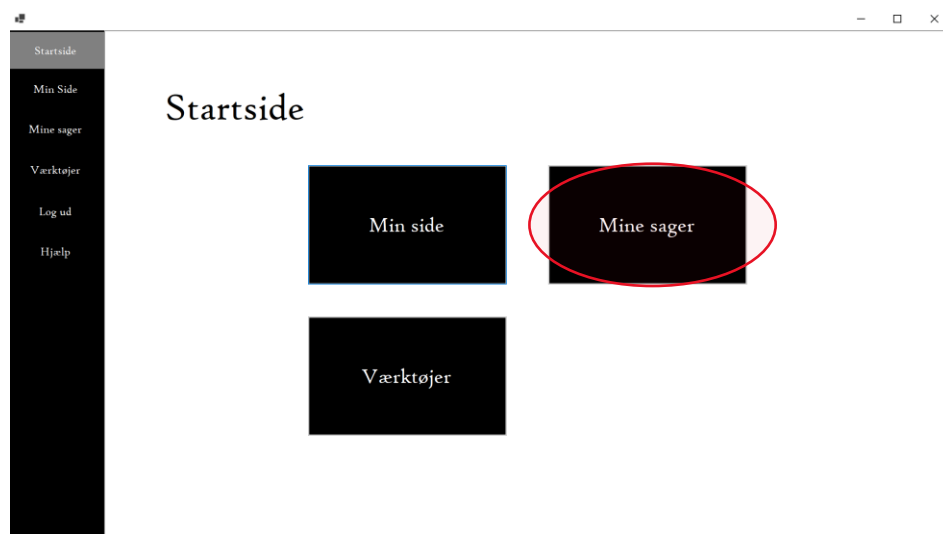 Startside
Min Side
Mine sager
Værktøjer
Log ud
Hjælp
Startside
Min side
Mine sager
Værktøjer